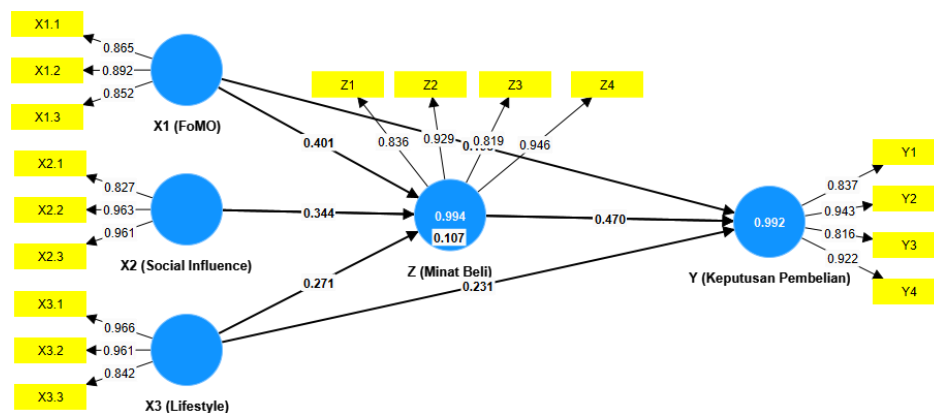 X1.1
0.865
X1.2
0.892
X1.3
0.852
X1 (FoMO)
Z1
Z2
Z3
Z4
0.836
0.929
0.819
0.946
0.401
X2.1
0.827
X2.2
0.963
X2.3
0.961
X2 (Social Influence)
0.344
0.994
0.107
Z (Minat Beli)
0.470
0.992
Y (Keputusan Pembelian)
Y1
0.837
Y2
0.943
Y3
0.816
Y4
0.922
0.271
0.231
X3.1
0.966
X3.2
0.961
X3.3
0.842
X3 (Lifestyle)